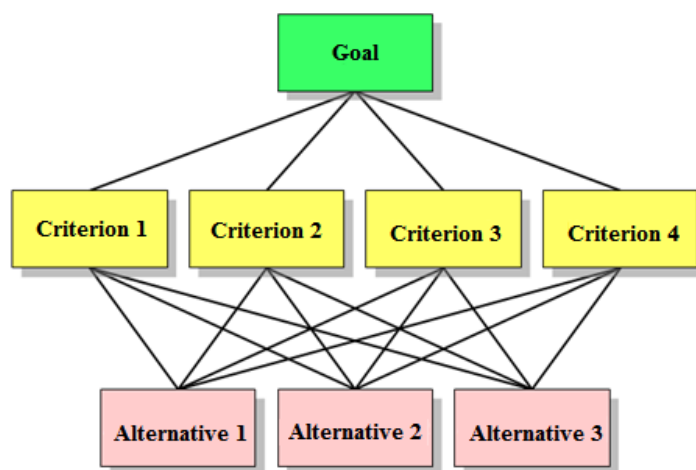 Goal
Criterion 1
Criterion 2
Criterion 3
Criterion 4
Alternative 1
Alternative 2
Alternative 3